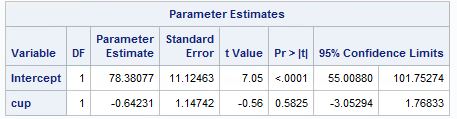 Parameter Estimates
Variable DF Parameter Estimate Standard Error t Value Pr > |t| 95% Confidence Limits
Intercept 1 78.38077 11.12463 7.05 <.0001 55.00880 101.75274
cup 1 -0.64231 1.14742 -0.56 0.5825 -3.05294 1.76833